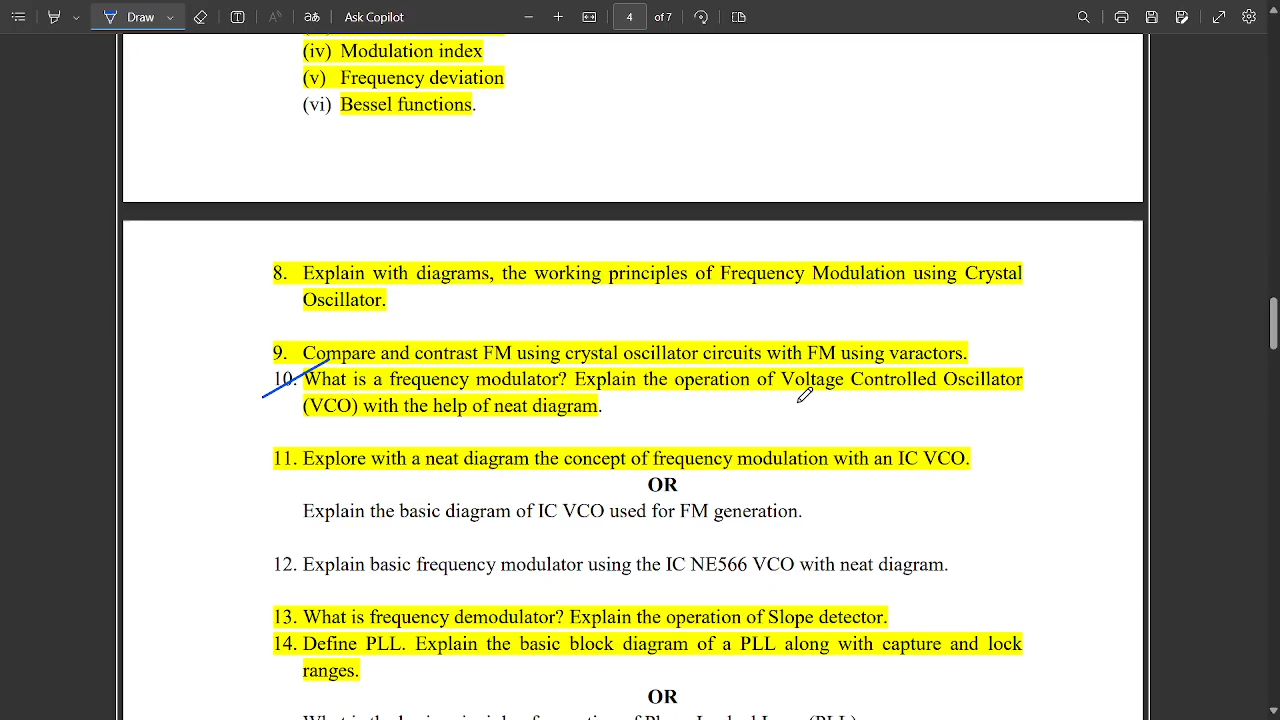 Draw
Ask Copilot
4 of 7
(iv) Modulation index
(v) Frequency deviation
(vi) Bessel functions.
8. Explain with diagrams, the working principles of Frequency Modulation using Crystal
Oscillator.
9. Compare and contrast FM using crystal oscillator circuits with FM using varactors.
10. What is a frequency modulator? Explain the operation of Voltage Controlled Oscillator
(VCO) with the help of neat diagram.
11. Explore with a neat diagram the concept of frequency modulation with an IC VCO.
OR
Explain the basic diagram of IC VCO used for FM generation.
12. Explain basic frequency modulator using the IC NE566 VCO with neat diagram.
13. What is frequency demodulator? Explain the operation of Slope detector.
14. Define PLL. Explain the basic block diagram of a PLL along with capture and lock
ranges.
OR